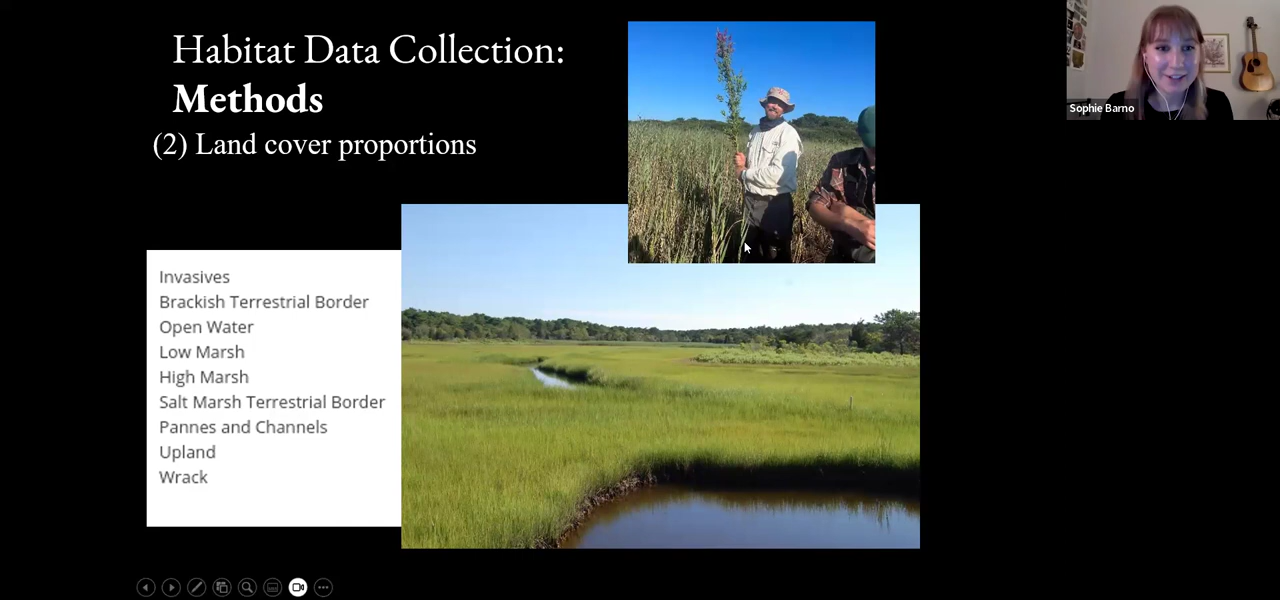 Habitat Data Collection:
Methods
(2) Land cover proportions
Sophie Barno
Invasives
Brackish Terrestrial Border
Open Water
Low Marsh
High Marsh
Salt Marsh Terrestrial Border
Pannes and Channels
Upland
Wrack